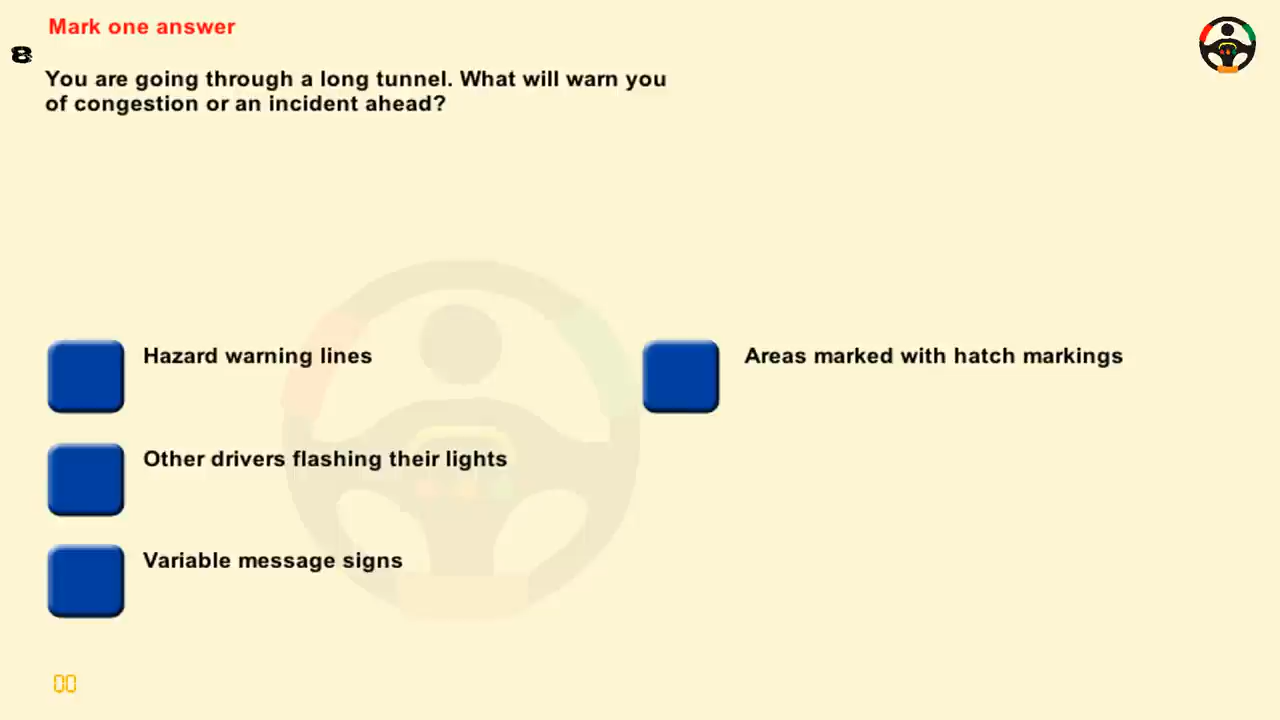 Mark one answer
8
You are going through a long tunnel. What will warn you
of congestion or an incident ahead?
Hazard warning lines
Areas marked with hatch markings
Other drivers flashing their lights
Variable message signs
00